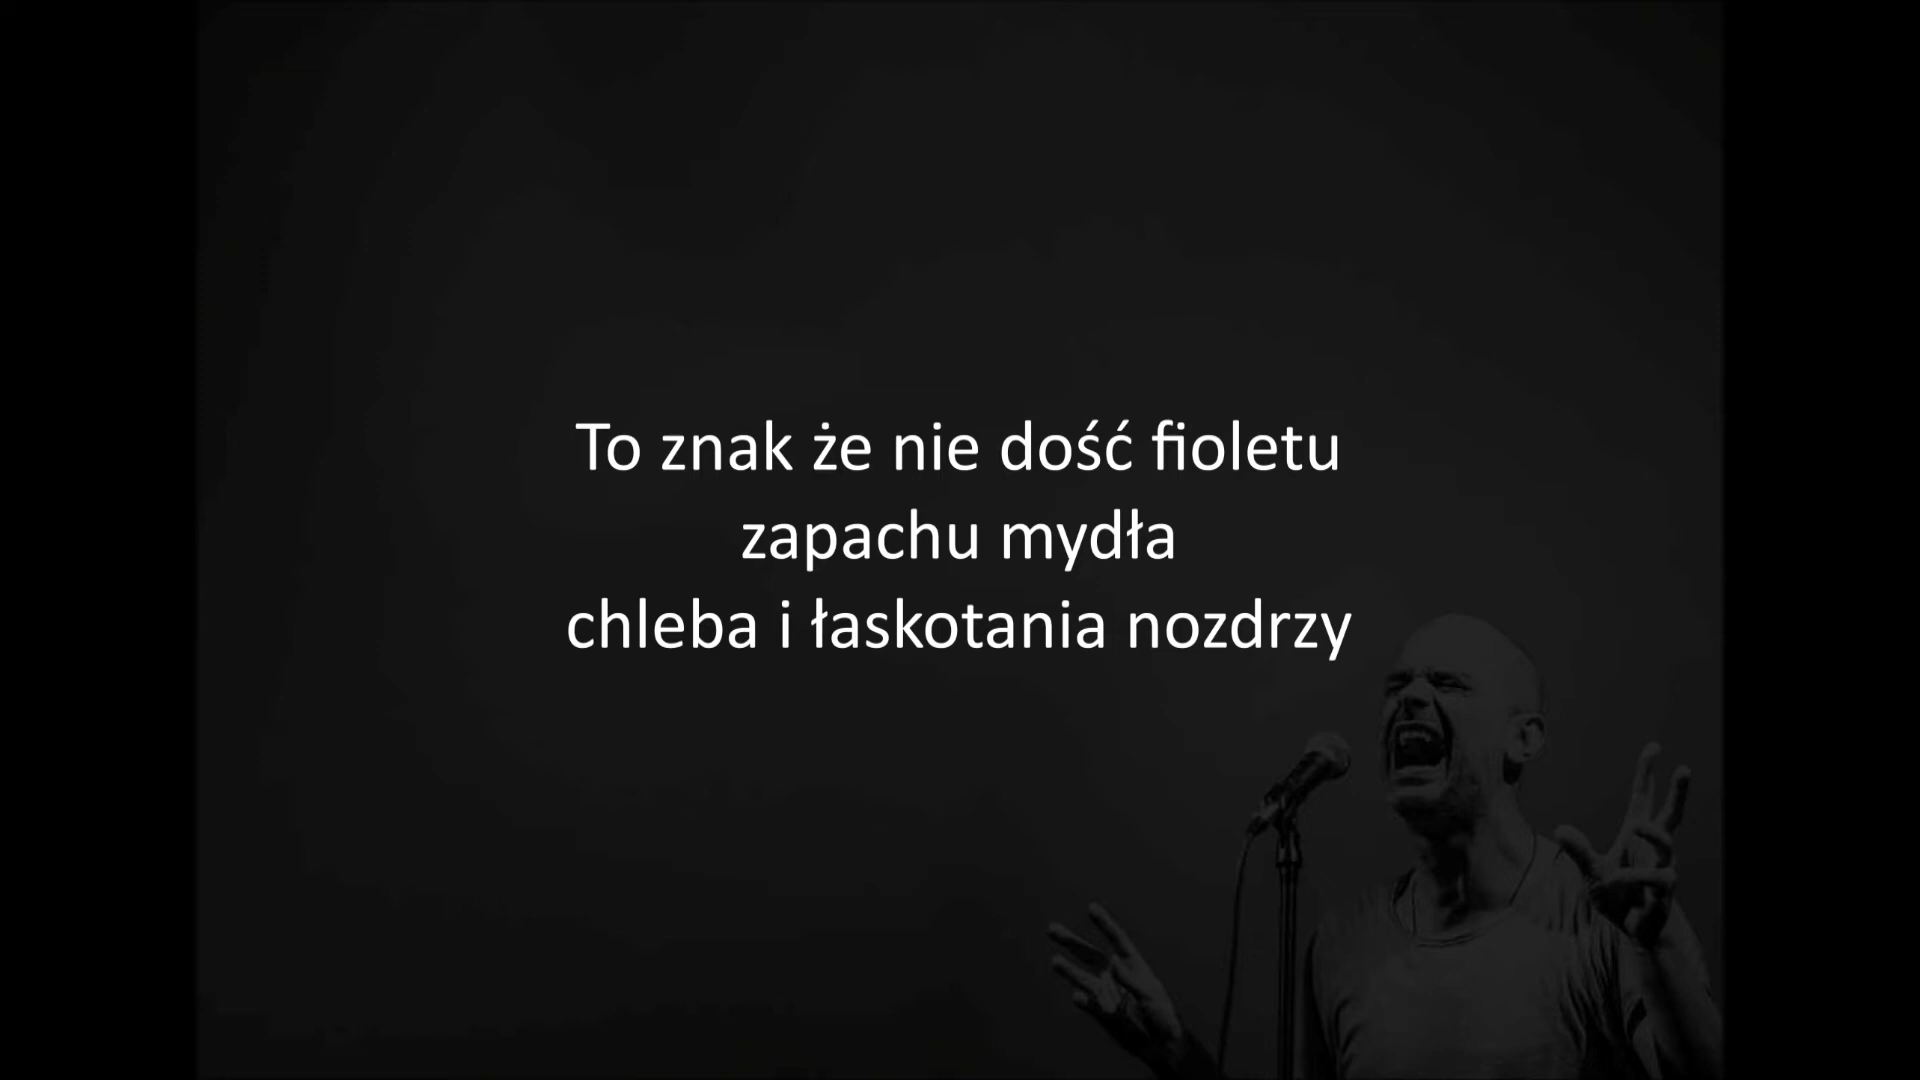 To znak że nie dość fioletu
zapachu mydła
chleba i łaskotania nozdrzy